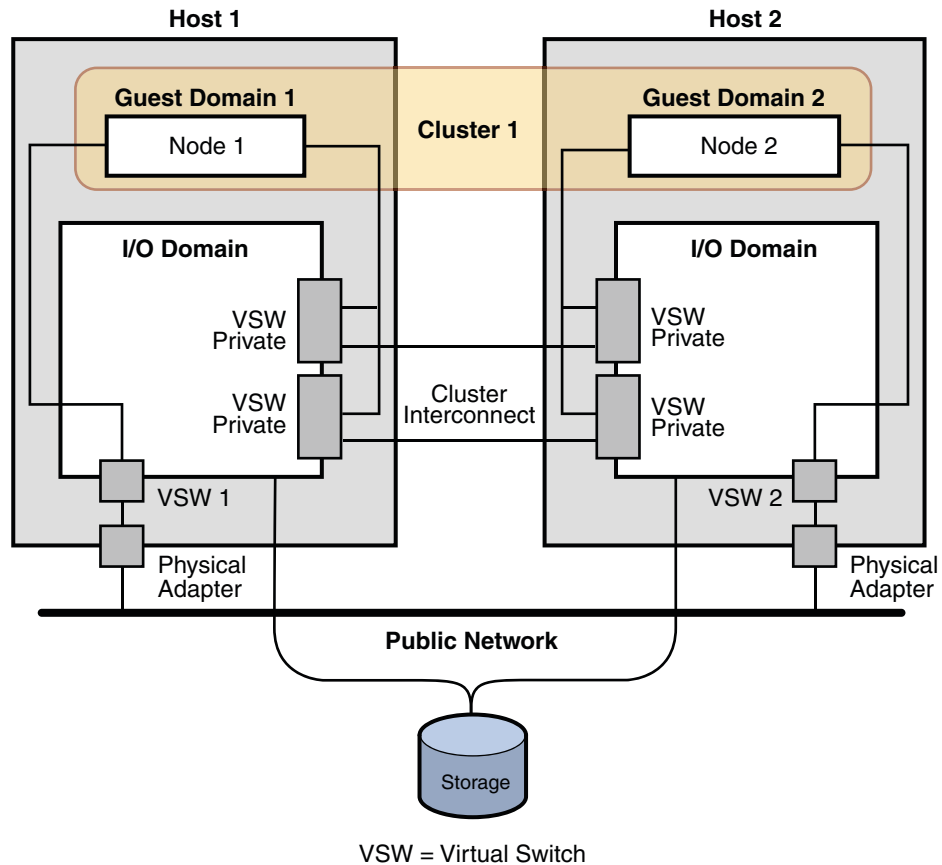 Host 1
Host 2
Guest Domain 1
Guest Domain 2
Cluster 1
Node 1
Node 2
I/O Domain
I/O Domain
VSW
Private
VSW
Private
VSW
Private
Cluster
Interconnect
VSW
Private
VSW 1
VSW 2
Physical
Adapter
Physical
Adapter
Public Network
Storage
VSW = Virtual Switch